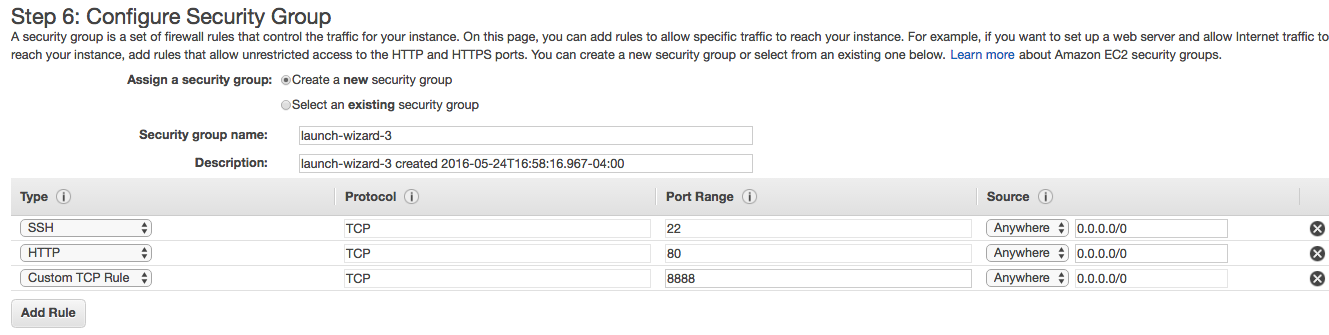 Step 6: Configure Security Group
A security group is a set of firewall rules that control the traffic for your instance. On this page, you can add rules to allow specific traffic to reach your instance. For example, if you want to set up a web server and allow Internet traffic to
reach your instance, add rules that allow unrestricted access to the HTTP and HTTPS ports. You can create a new security group or select from an existing one below. Learn more about Amazon EC2 security groups.
Assign a security group: Create a new security group
Select an existing security group
Security group name: launch-wizard-3
Description: launch-wizard-3 created 2016-05-24T16:58:16.967-04:00
Type i Protocol i Port Range i Source i
SSH TCP 22 Anywhere 0.0.0.0/0
HTTP TCP 80 Anywhere 0.0.0.0/0
Custom TCP Rule TCP 8888 Anywhere 0.0.0.0/0
Add Rule